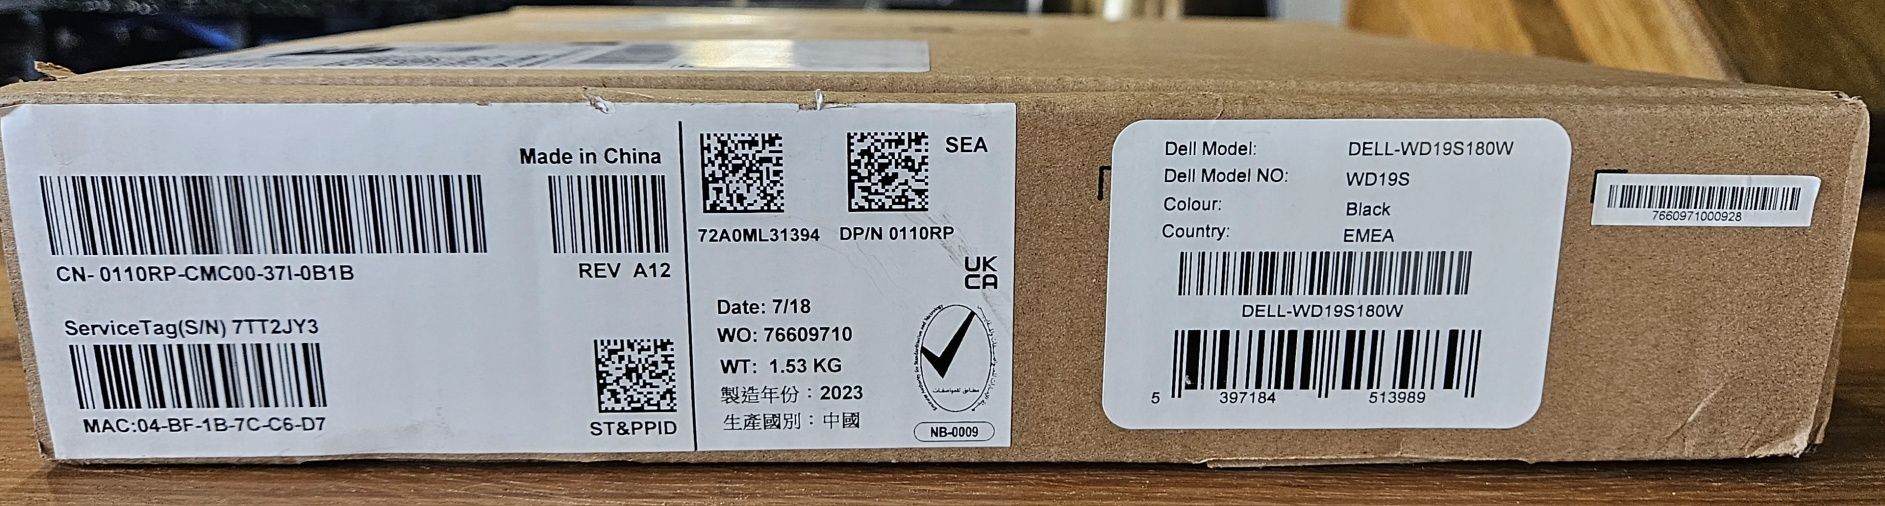 Made in China
CN- 0110RP-CMC00-37I-0B1B
REV A12
ServiceTag(S/N) 7TT2JY3
MAC:04-BF-1B-7C-C6-D7
ST&PPID
SEA
72A0ML31394 DP/N 0110RP
UK
CA
Date: 7/18
WO: 76609710
WT: 1.53 KG
製造年份：2023
生產國別：中國
NB-0009
Dell Model: DELL-WD19S180W
Dell Model NO: WD19S
Colour: Black
Country: EMEA
DELL-WD19S180W
5 397184 513989
7660971000928